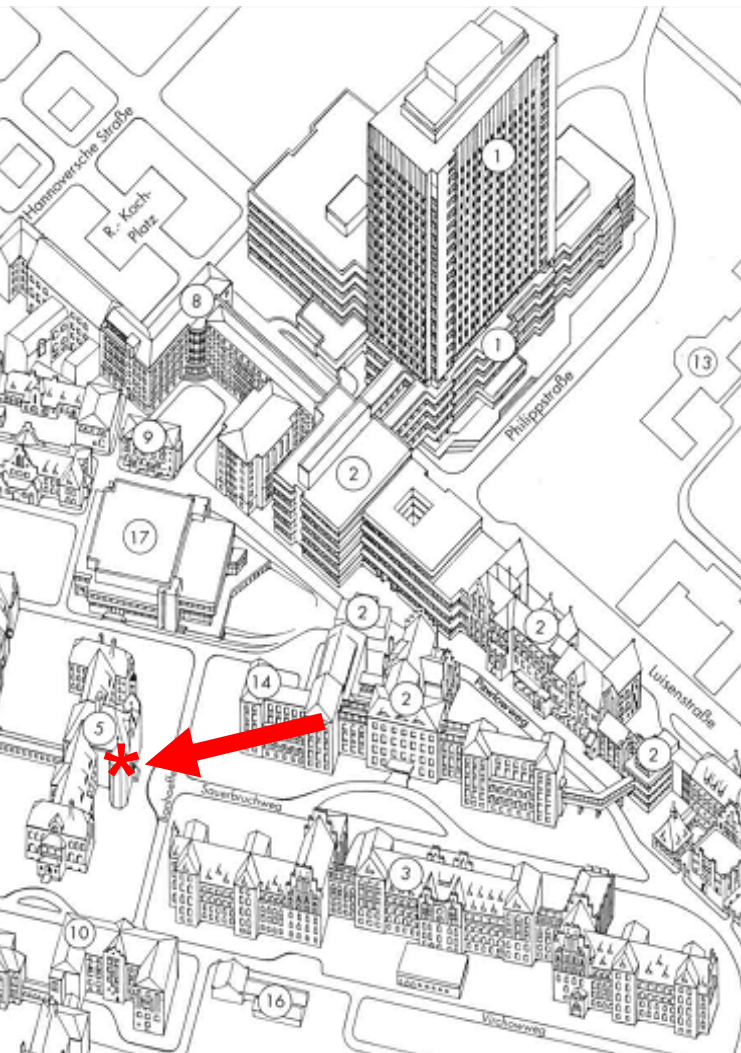 Hannoversche Straße
R.- Koch-
Platz
1
8
1
13
Philippstraße
9
2
17
2
2
Luisenstraße
14
2
Pawlowweg
5
2
Sauerbruchweg
3
10
16
Virchowweg